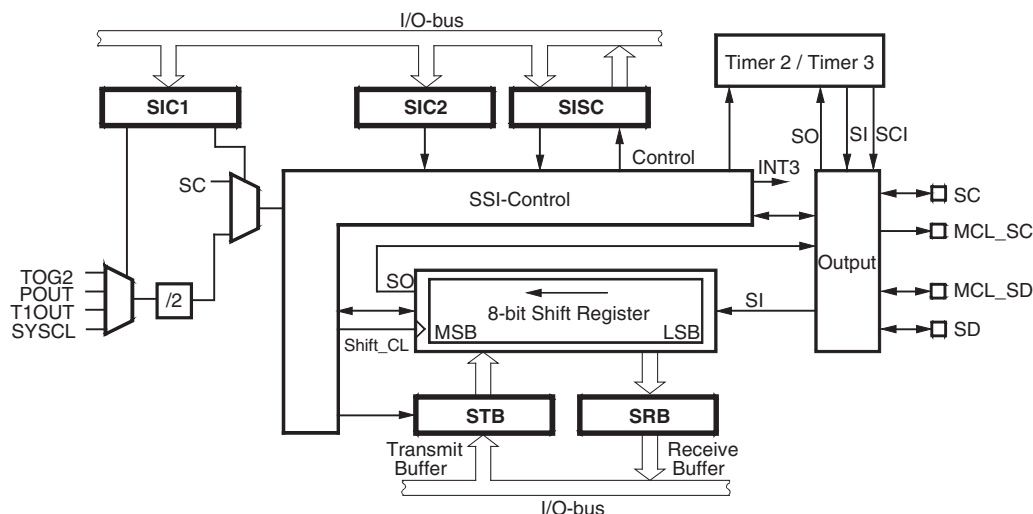 I/O-bus
Timer 2 / Timer 3
SIC1
SIC2
SISC
SO
SI
SCI
Control
INT3
SC
SSI-Control
SC
MCL_SC
Output
TOG2
POUT
T1OUT
SYSCL
/2
SO
SI
MCL_SD
8-bit Shift Register
MSB
LSB
SD
Shift_CL
STB
SRB
Transmit
Buffer
Receive
Buffer
I/O-bus